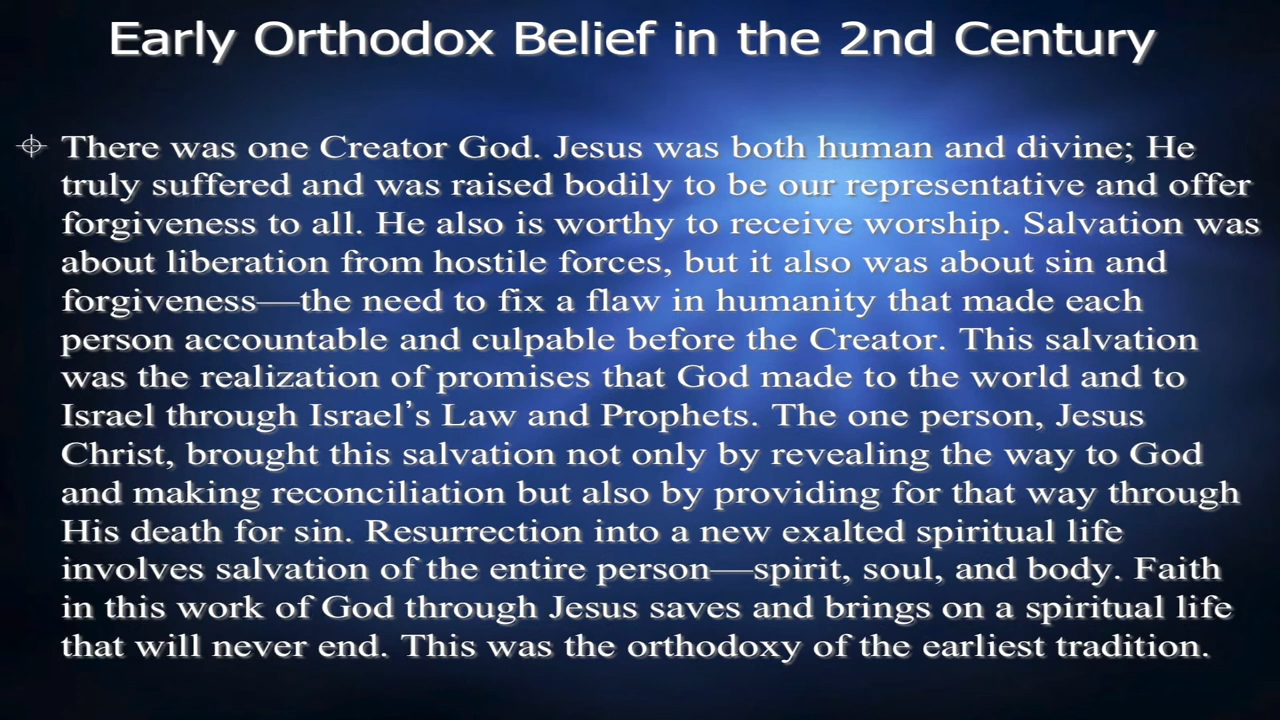 Early Orthodox Belief in the 2nd Century
There was one Creator God. Jesus was both human and divine; He
truly suffered and was raised bodily to be our representative and offer
forgiveness to all. He also is worthy to receive worship. Salvation was
about liberation from hostile forces, but it also was about sin and
forgiveness—the need to fix a flaw in humanity that made each
person accountable and culpable before the Creator. This salvation
was the realization of promises that God made to the world and to
Israel through Israel’s Law and Prophets. The one person, Jesus
Christ, brought this salvation not only by revealing the way to God
and making reconciliation but also by providing for that way through
His death for sin. Resurrection into a new exalted spiritual life
involves salvation of the entire person—spirit, soul, and body. Faith
in this work of God through Jesus saves and brings on a spiritual life
that will never end. This was the orthodoxy of the earliest tradition.